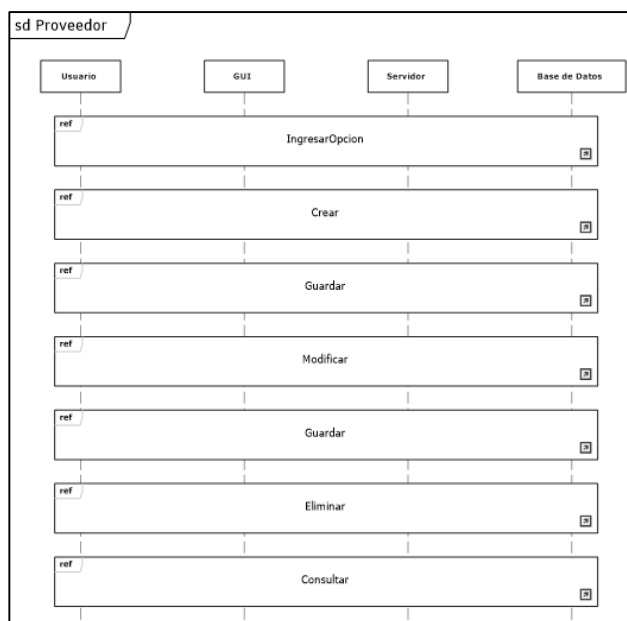 sd Proveedor
Usuario GUI Servidor Base de Datos
ref
IngresarOpcion
ref
Crear
ref
Guardar
ref
Modificar
ref
Guardar
ref
Eliminar
ref
Consultar